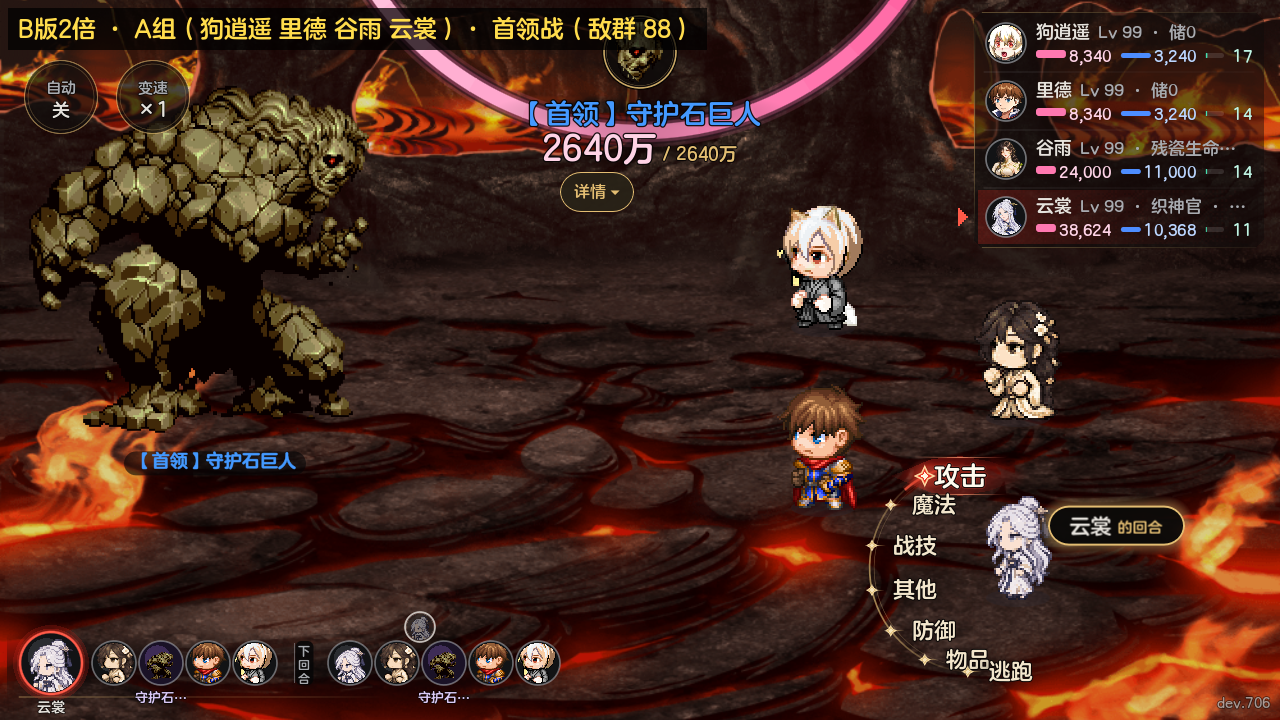 B版2倍 · A组（狗逍遥 里德 谷雨 云裳）· 首领战（敌群 88）
自动
关
变速
×1
【首领】守护石巨人
2640万 / 2640万
详情
狗逍遥 Lv 99 · 储0
8,340 3,240 17
里德 Lv 99 · 储0
8,340 3,240 14
谷雨 Lv 99 · 残瓷生命…
24,000 11,000 14
云裳 Lv 99 · 织神官 · …
38,624 10,368 11
【首领】守护石巨人
攻击
魔法
战技
其他
防御
物品
逃跑
云裳 的回合
下回合
云裳
守护石…
守护石…
dev.706